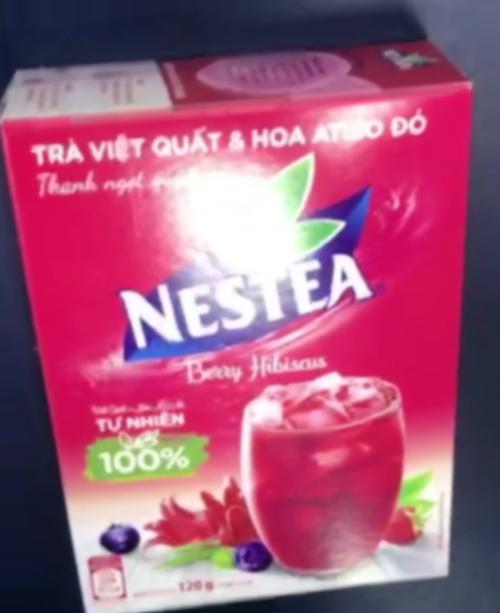 TRÀ VIỆT QUẤT & HOA ATISO ĐỎ
Thanh ngọt
NESTEA
Berry Hibiscus
TỰ NHIÊN
100%
120 g